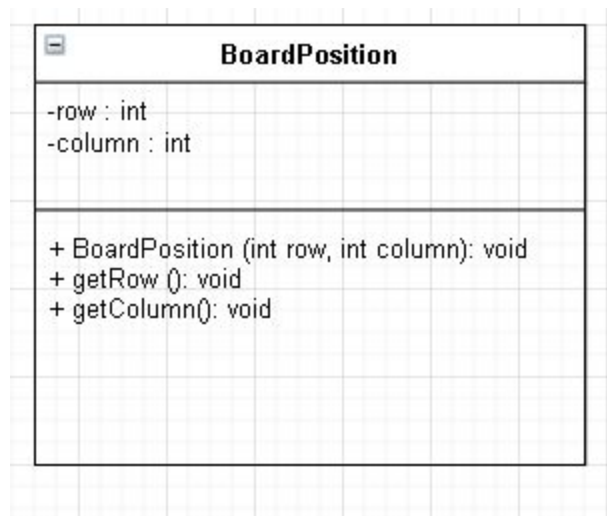 BoardPosition
-row : int
-column : int
+ BoardPosition (int row, int column): void
+ getRow (): void
+ getColumn(): void